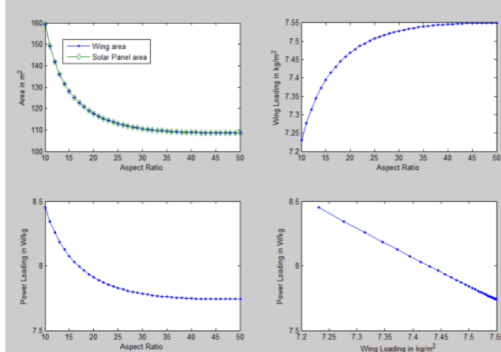 160
150
140
130
120
110
100
Area in m²
Wing area
Solar Panel area
10 15 20 25 30 35 40 45 50
Aspect Ratio
7.55
7.5
7.45
7.4
7.35
7.3
7.25
7.2
Wing Loading in kg/m²
10 15 20 25 30 35 40 45 50
Aspect Ratio
8.5
8
7.5
Power Loading in W/kg
10 15 20 25 30 35 40 45 50
Aspect Ratio
8.5
8
7.5
Power Loading in W/kg
7.2 7.25 7.3 7.35 7.4 7.45 7.5 7.55
Wing Loading in kg/m²